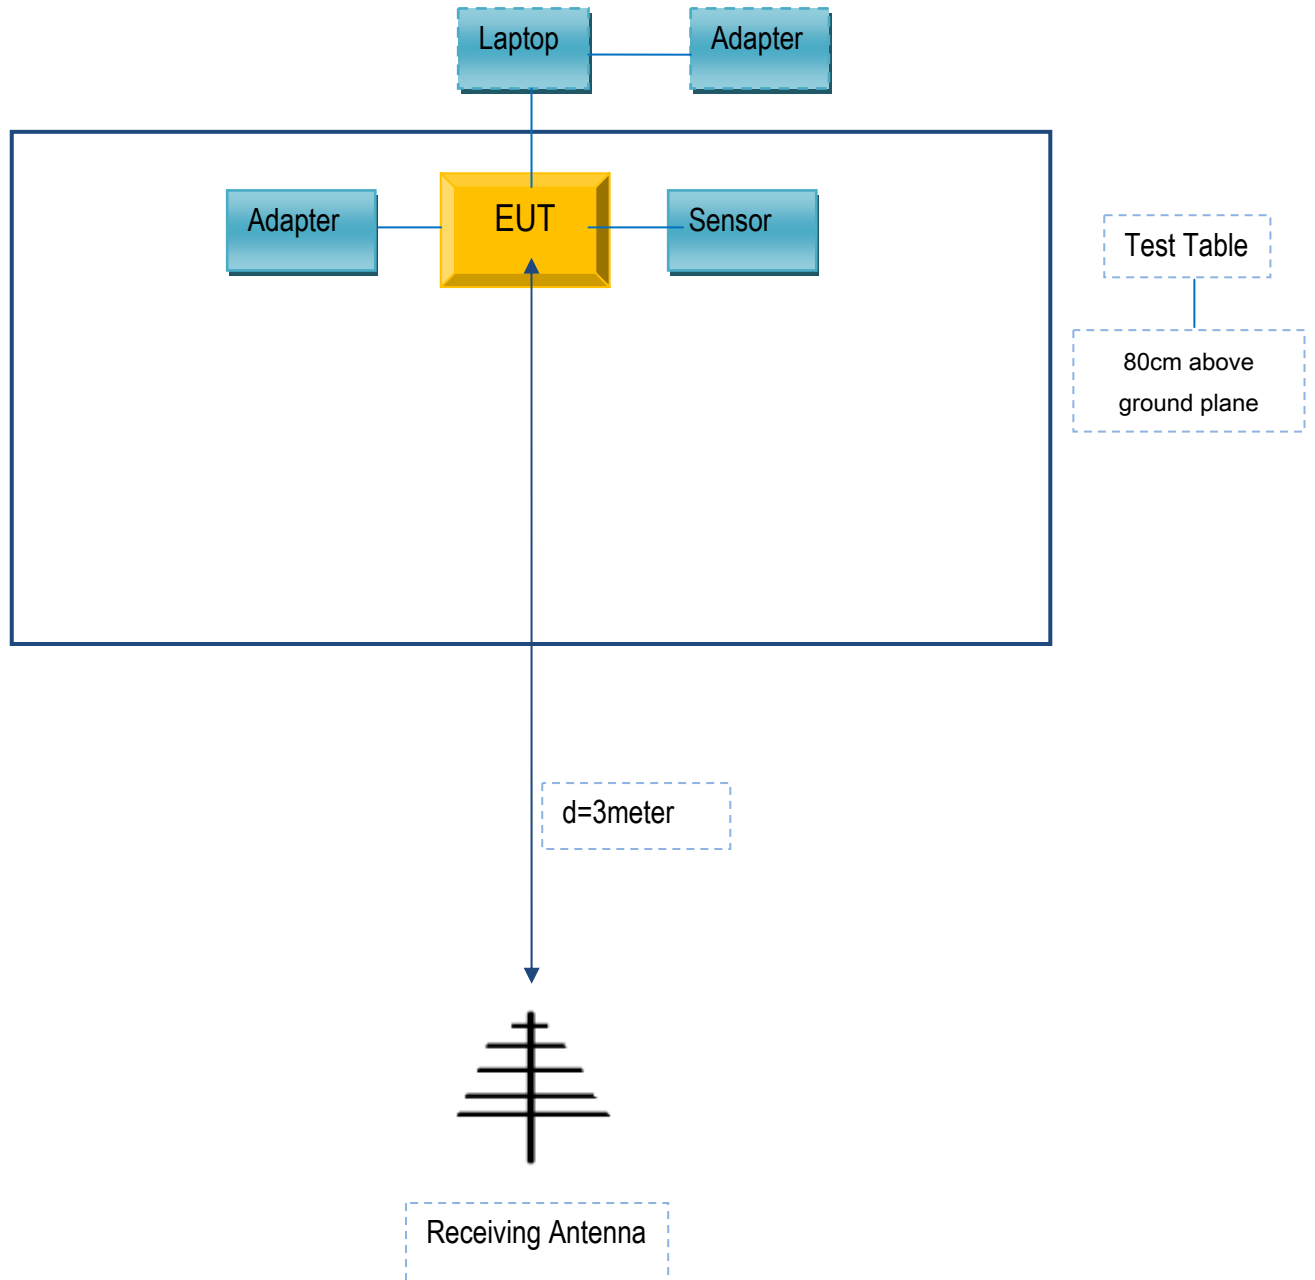 Laptop
Adapter
Adapter
EUT
Sensor
Test Table
80cm above
ground plane
d=3meter
Receiving Antenna